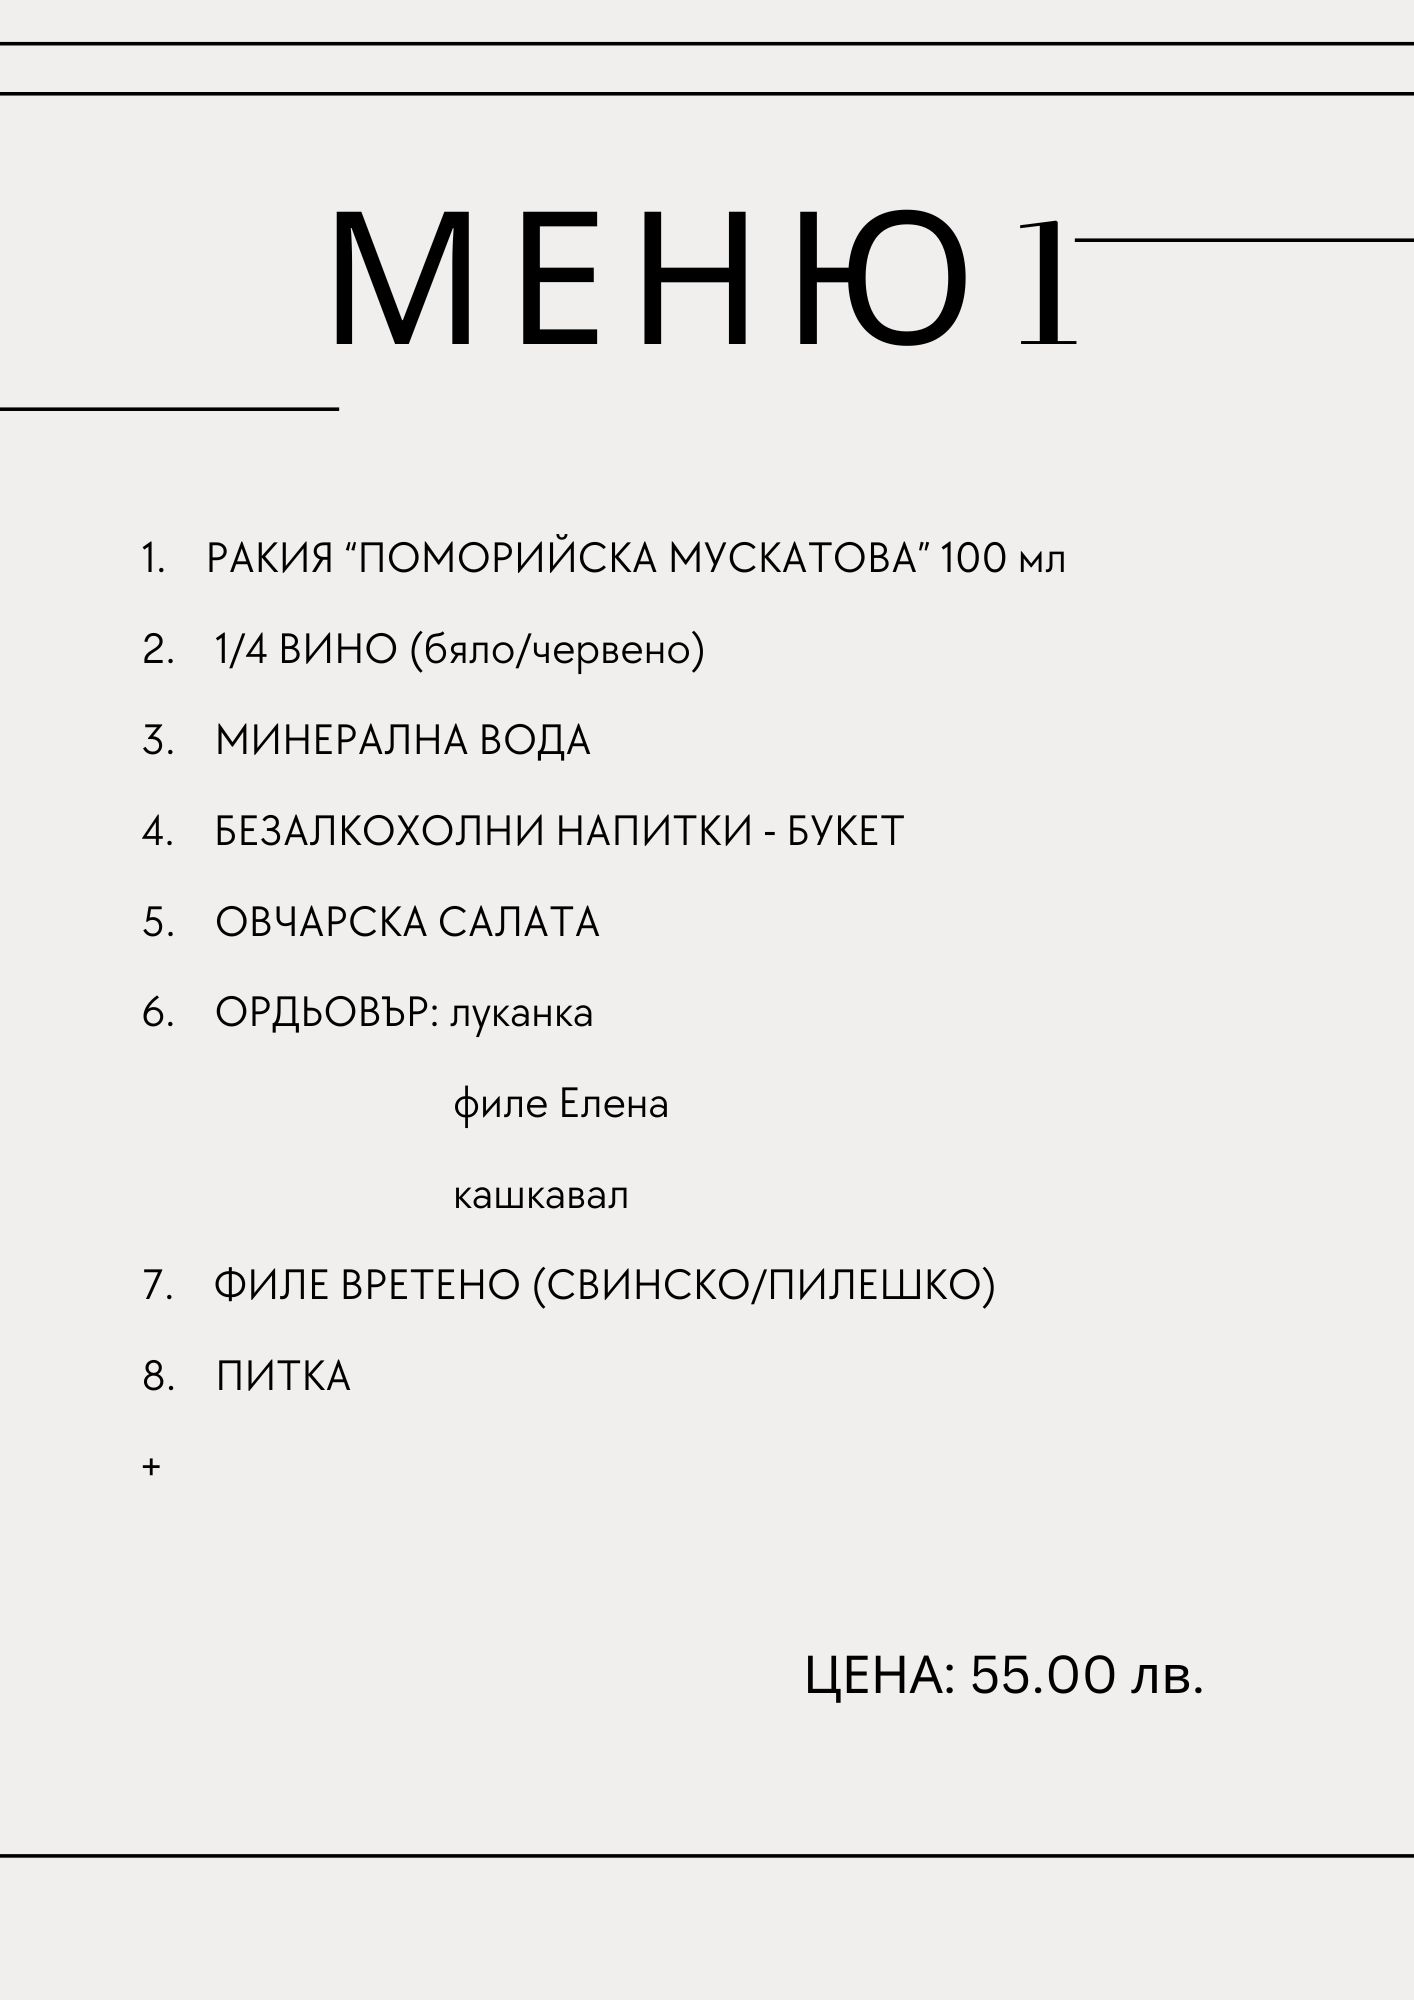 МЕНЮ 1
1. РАКИЯ “ПОМОРИЙСКА МУСКАТОВА” 100 мл
2. 1/4 ВИНО (бяло/червено)
3. МИНЕРАЛНА ВОДА
4. БЕЗАЛКОХОЛНИ НАПИТКИ - БУКЕТ
5. ОВЧАРСКА САЛАТА
6. ОРДЬОВЪР: луканка
филе Елена
кашкавал
7. ФИЛЕ ВРЕТЕНО (СВИНСКО/ПИЛЕШКО)
8. ПИТКА
+
ЦЕНА: 55.00 лв.